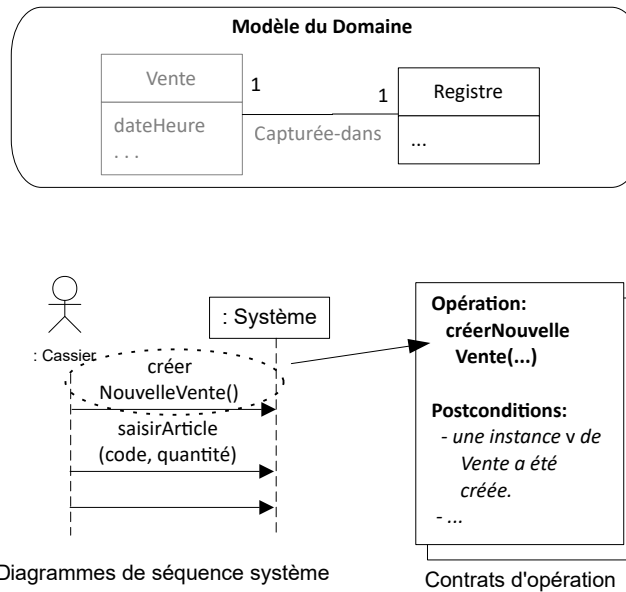 Modèle du Domaine
Vente
1
1
Registre
dateHeure
. . .
Capturée-dans
...
: Cassier
: Système
créer
NouvelleVente()
saisirArticle
(code, quantité)
Opération:
créerNouvelle
Vente(...)
Postconditions:
- une instance v de
Vente a été
créée.
- ...
Diagrammes de séquence système
Contrats d'opération